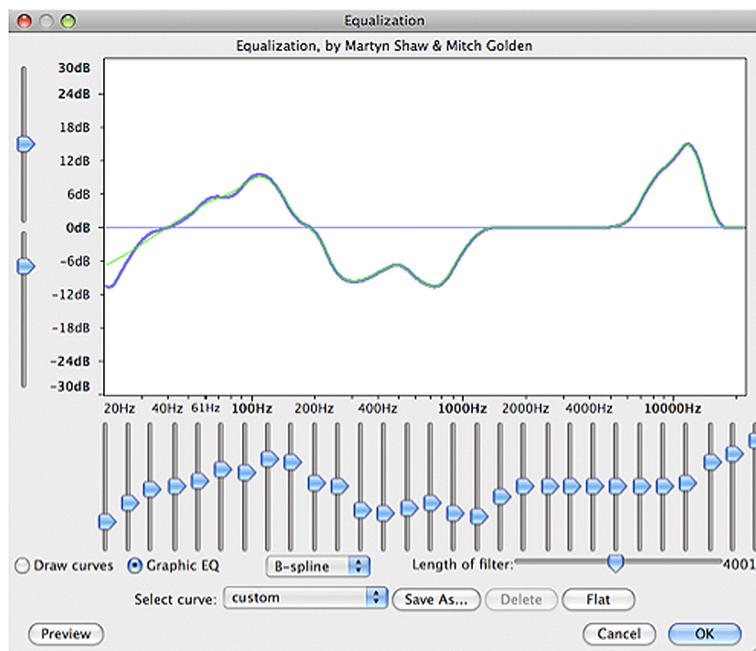 Equalization
Equalization, by Martyn Shaw & Mitch Golden
30dB
24dB
18dB
12dB
6dB
0dB
-6dB
-12dB
-18dB
-24dB
-30dB
20Hz 40Hz 61Hz 100Hz 200Hz 400Hz 1000Hz 2000Hz 4000Hz 10000Hz
Draw curves Graphic EQ B-spline Length of filter: 4001
Select curve: custom Save As... Delete Flat
Preview Cancel OK